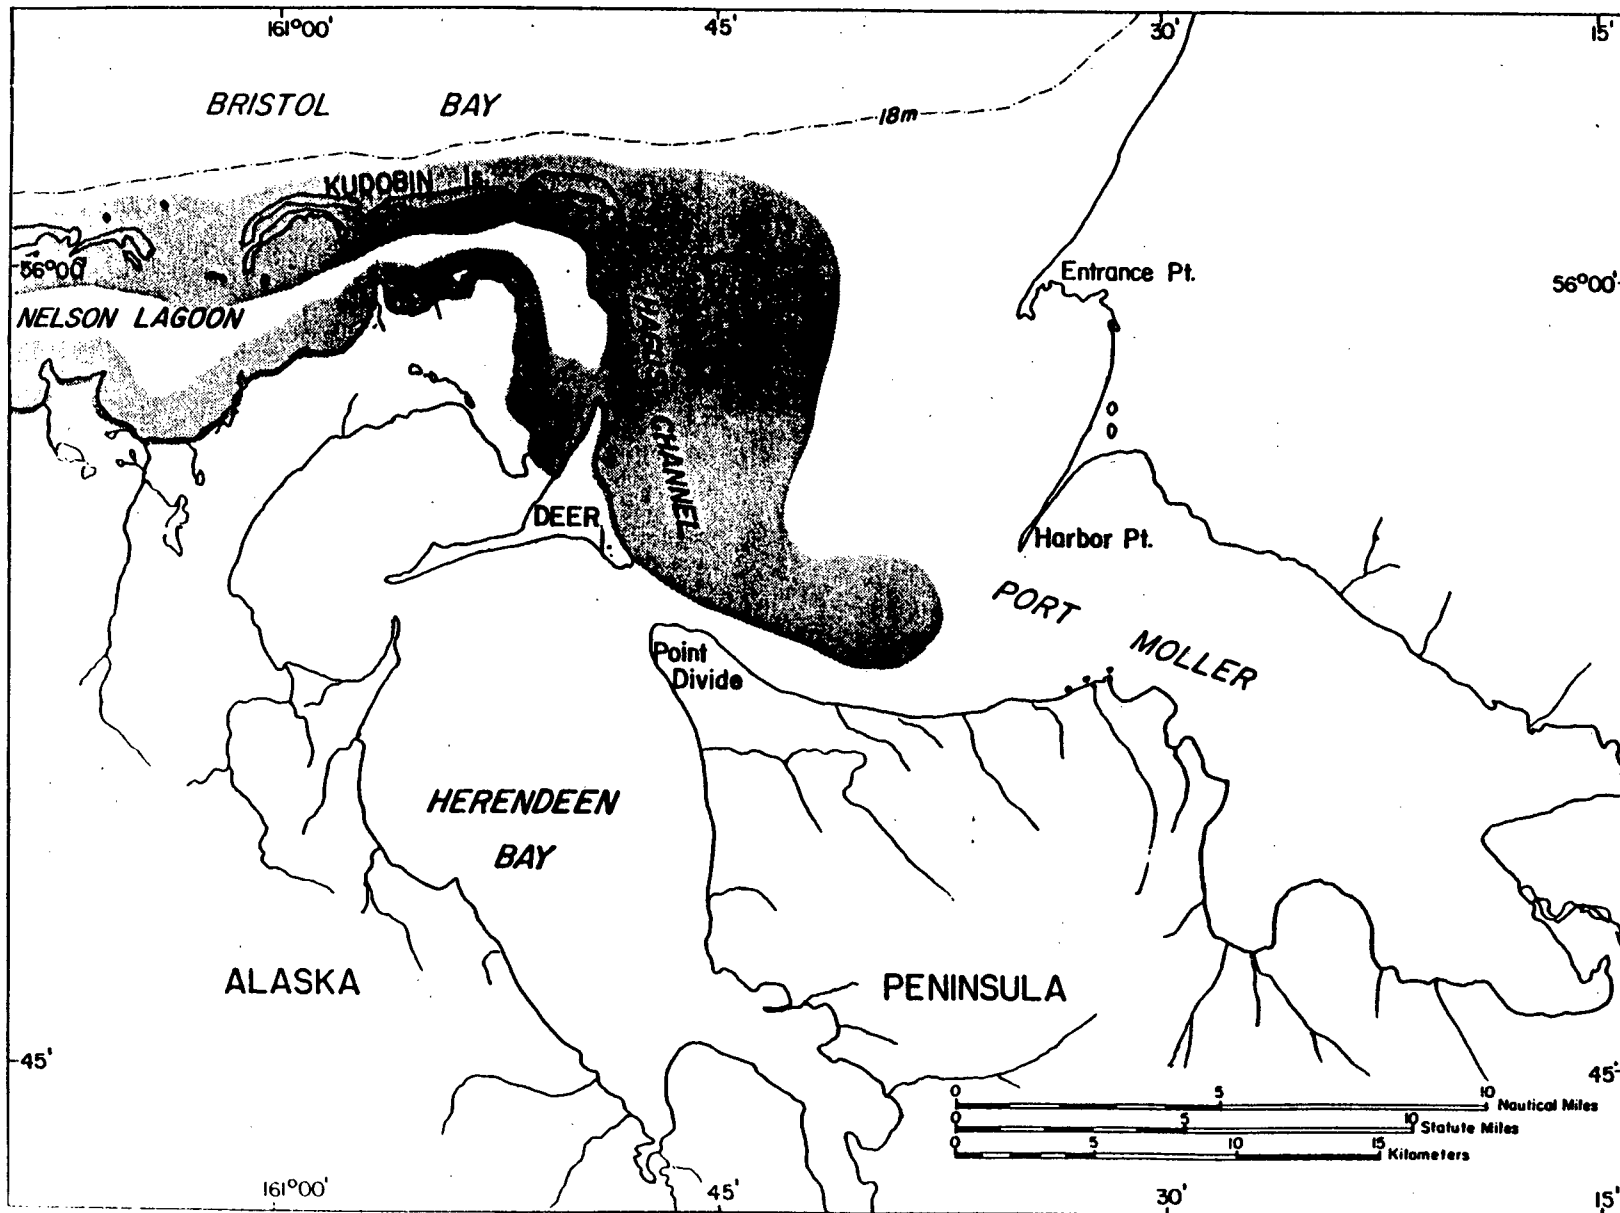 161°00' 45' 30' 15'
BRISTOL BAY
18m
KUDOBIN Is.
56°00'
Entrance Pt.
56°00'
NELSON LAGOON
CHANNEL
DEER
Harbor Pt.
PORT
MOLLER
Point
Divide
HERENDEEN
BAY
ALASKA
PENINSULA
45'
45'
0 5 10 Nautical Miles
0 5 10 Statute Miles
0 5 10 15 Kilometers
161°00' 45' 30' 15'